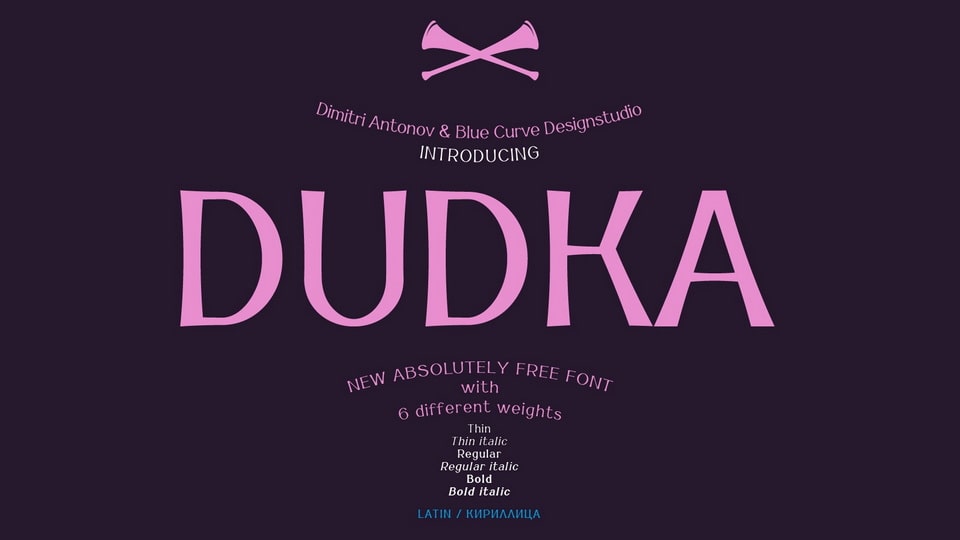 Dimitri Antonov & Blue Curve Designstudio
INTRODUCING
DUDKA
NEW ABSOLUTELY FREE FONT
with
6 different weights
Thin
Thin italic
Regular
Regular italic
Bold
Bold italic
LATIN / КИРИЛЛИЦА